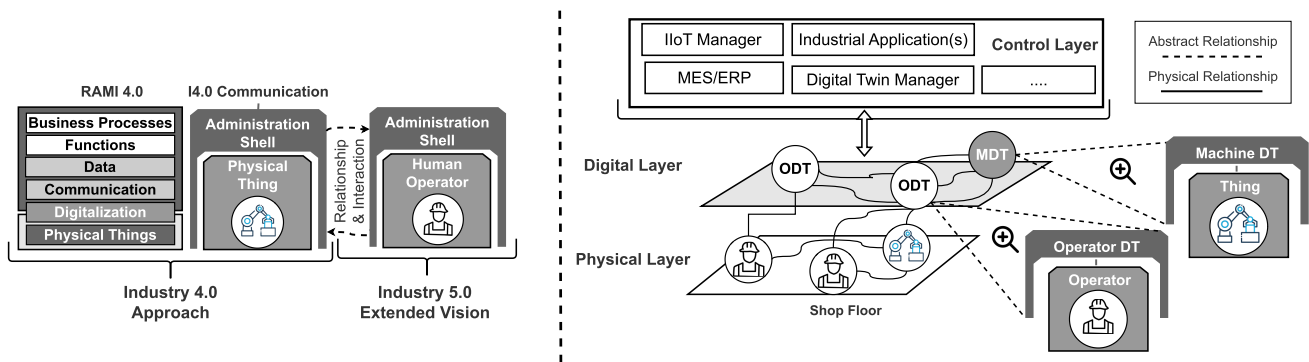 RAMI 4.0
Business Processes
Functions
Data
Communication
Digitalization
Physical Things
I4.0 Communication
Administration
Shell
Physical
Thing
Relationship
& Interaction
Administration
Shell
Human
Operator
Industry 4.0
Approach
Industry 5.0
Extended Vision
IIoT Manager
Industrial Application(s)
Control Layer
MES/ERP
Digital Twin Manager
....
Abstract Relationship
Physical Relationship
Digital Layer
ODT
ODT
MDT
Physical Layer
Shop Floor
Machine DT
Thing
Operator DT
Operator